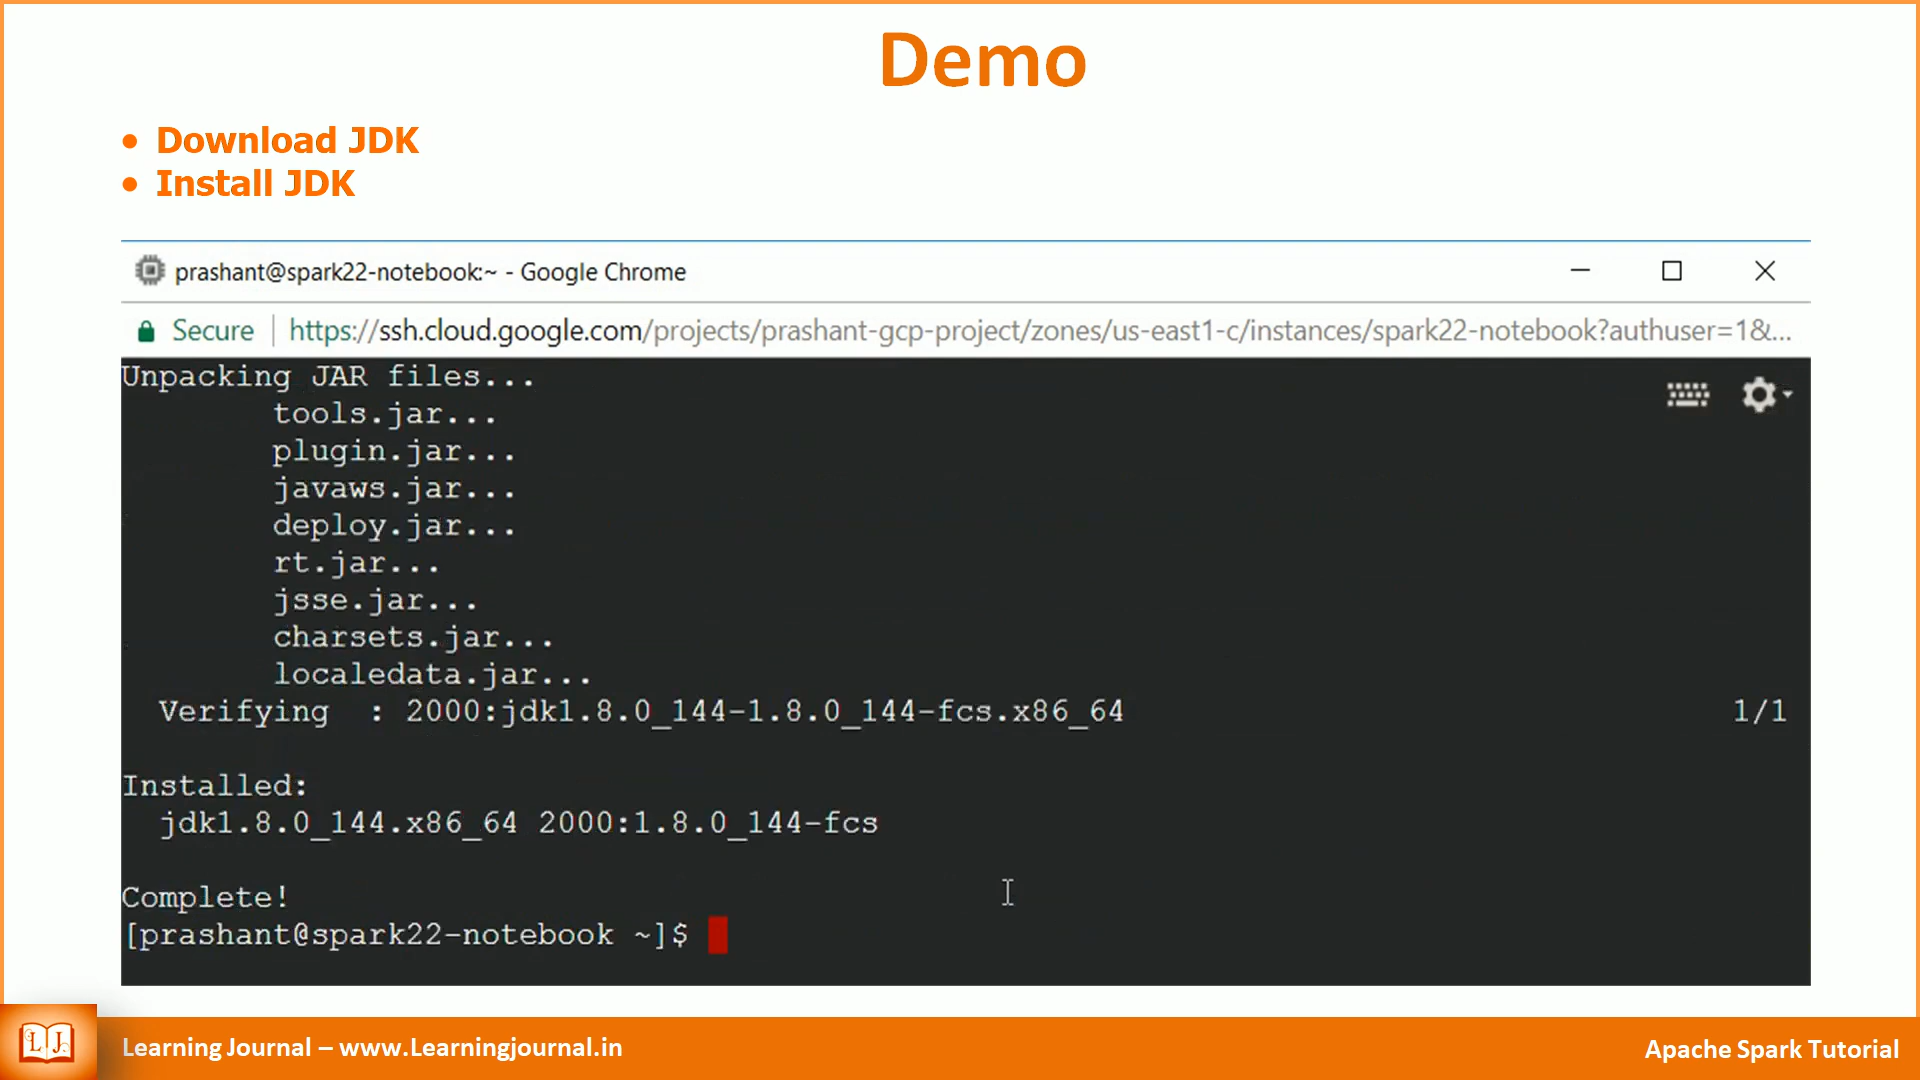 Demo
• Download JDK
• Install JDK
prashant@spark22-notebook:~ - Google Chrome
Secure | https://ssh.cloud.google.com/projects/prashant-gcp-project/zones/us-east1-c/instances/spark22-notebook?authuser=1&...
Unpacking JAR files...
tools.jar...
plugin.jar...
javaws.jar...
deploy.jar...
rt.jar...
jsse.jar...
charsets.jar...
localedata.jar...
Verifying : 2000:jdk1.8.0_144-1.8.0_144-fcs.x86_64 1/1
Installed:
jdk1.8.0_144.x86_64 2000:1.8.0_144-fcs
Complete!
[prashant@spark22-notebook ~]$
LJ
Learning Journal – www.Learningjournal.in
Apache Spark Tutorial